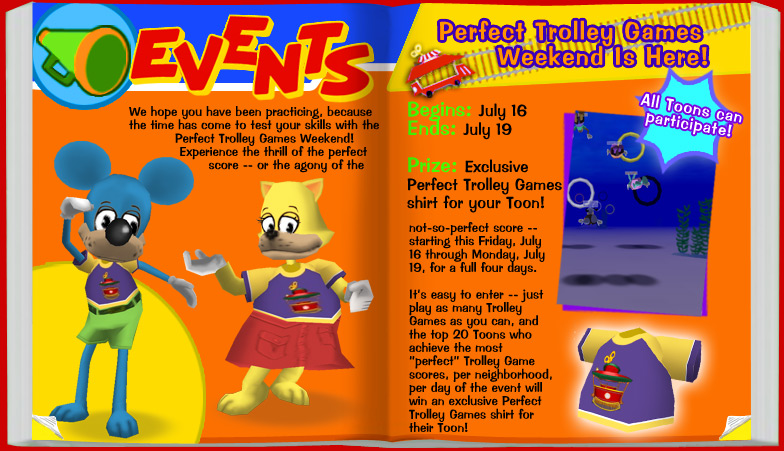 EVENTS
We hope you have been practicing, because
the time has come to test your skills with the
Perfect Trolley Games Weekend!
Experience the thrill of the perfect
score -- or the agony of the
Perfect Trolley Games
Weekend Is Here!
Begins: July 16
Ends: July 19
All Toons can
participate!
Prize: Exclusive
Perfect Trolley Games
shirt for your Toon!
not-so-perfect score --
starting this Friday, July
16 through Monday, July
19, for a full four days.
It's easy to enter -- just
play as many Trolley
Games as you can, and
the top 20 Toons who
achieve the most
"perfect" Trolley Game
scores, per neighborhood,
per day of the event will
win an exclusive Perfect
Trolley Games shirt for
their Toon!